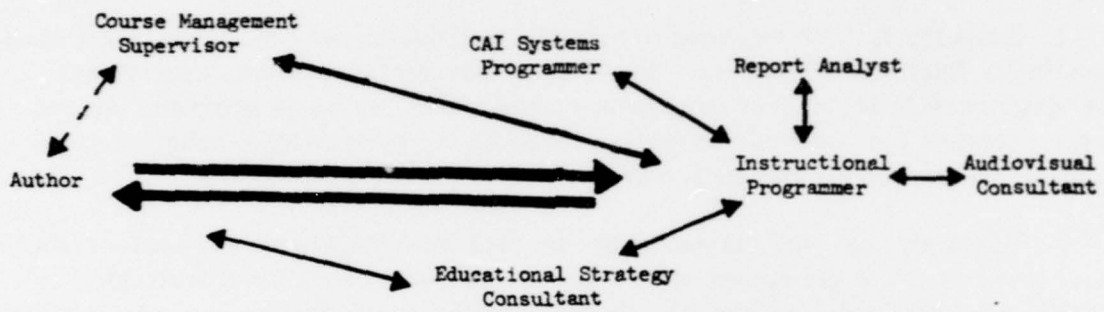 Course Management
Supervisor
CAI Systems
Programmer
Report Analyst
Author
Instructional
Programmer
Audiovisual
Consultant
Educational Strategy
Consultant